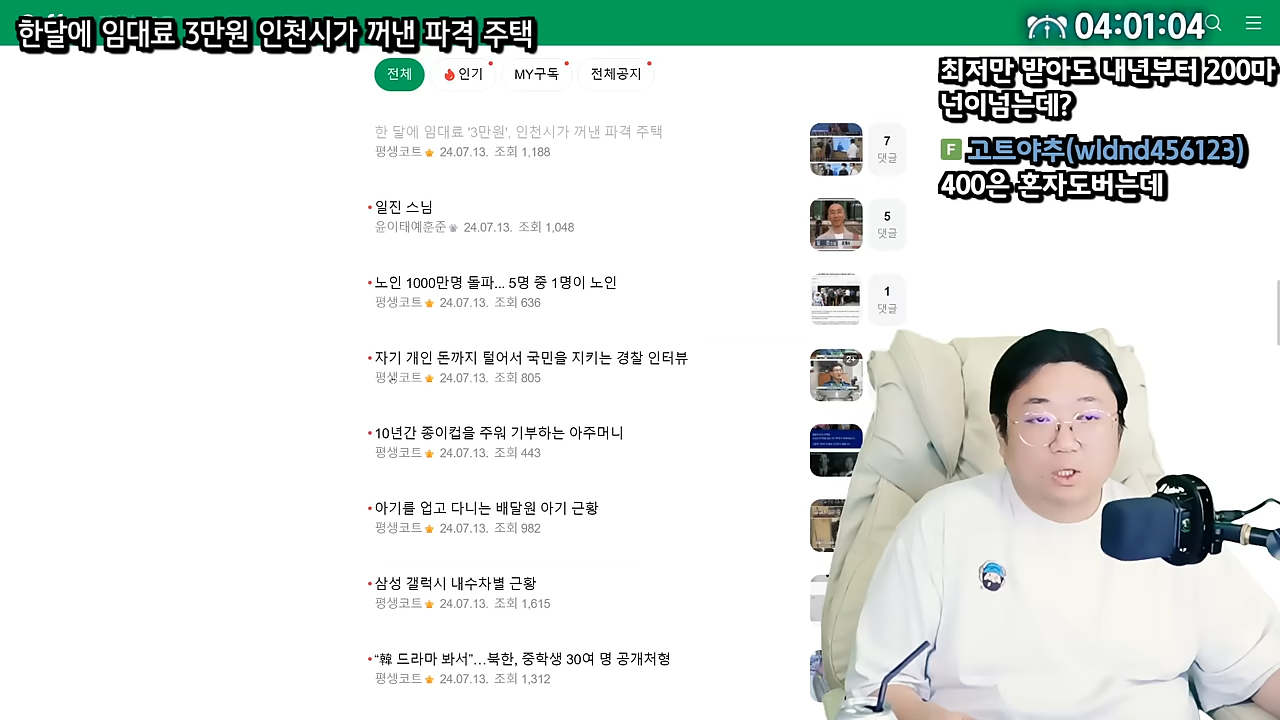 한달에 임대료 3만원 인천시가 꺼낸 파격 주택
04:01:04
최저만 받아도 내년부터 200마
넌이넘는데?
F 고트야추(wldnd456123)
400은 혼자도버는데
전체 인기 MY구독 전체공지
한 달에 임대료 '3만원', 인천시가 꺼낸 파격 주택
평생코트 24.07.13. 조회 1,188
7
댓글
일진 스님
윤이태예훈준 24.07.13. 조회 1,048
5
댓글
노인 1000만명 돌파... 5명 중 1명이 노인
평생코트 24.07.13. 조회 636
1
댓글
자기 개인 돈까지 털어서 국민을 지키는 경찰 인터뷰
평생코트 24.07.13. 조회 805
2+
10년간 종이컵을 주워 기부하는 아주머니
평생코트 24.07.13. 조회 443
아기를 업고 다니는 배달원 아기 근황
평생코트 24.07.13. 조회 982
삼성 갤럭시 내수차별 근황
평생코트 24.07.13. 조회 1,615
“韓 드라마 봐서”…북한, 중학생 30여 명 공개처형
평생코트 24.07.13. 조회 1,312